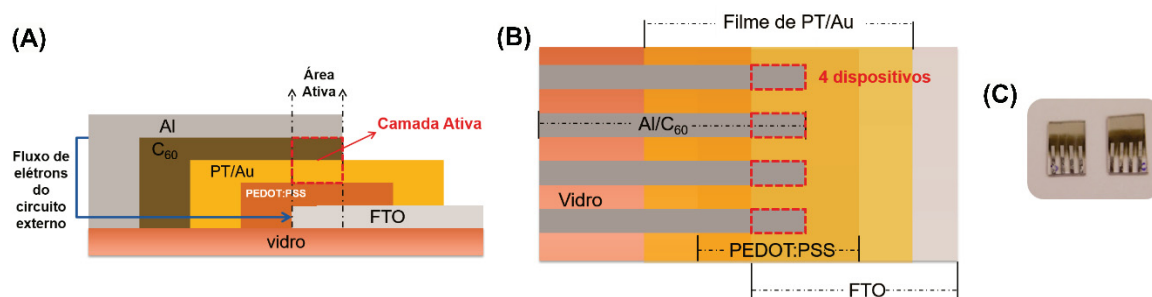 (A)
Área
Ativa
Al
C60
Camada Ativa
PT/Au
PEDOT:PSS
FTO
vidro
Fluxo de
elétrons
do
circuito
externo
(B)
Filme de PT/Au
4 dispositivos
Al/C60
Vidro
PEDOT:PSS
FTO
(C)